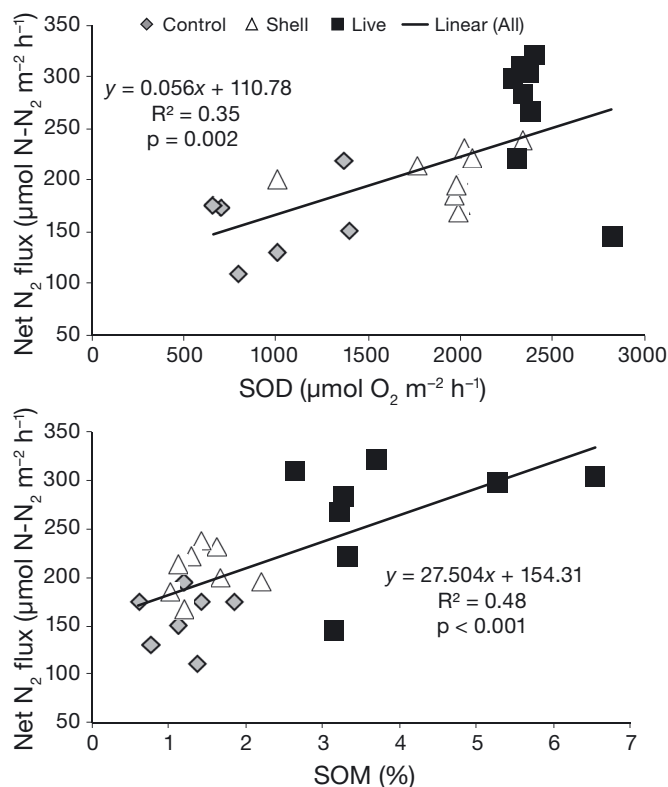 Control Shell Live Linear (All)
350
300
250
200
150
100
50
Net N₂ flux (µmol N-N₂ m⁻² h⁻¹)
y = 0.056x + 110.78
R² = 0.35
p = 0.002
0 500 1000 1500 2000 2500 3000
SOD (µmol O₂ m⁻² h⁻¹)
350
300
250
200
150
100
50
Net N₂ flux (µmol N-N₂ m⁻² h⁻¹)
y = 27.504x + 154.31
R² = 0.48
p < 0.001
0 1 2 3 4 5 6 7
SOM (%)